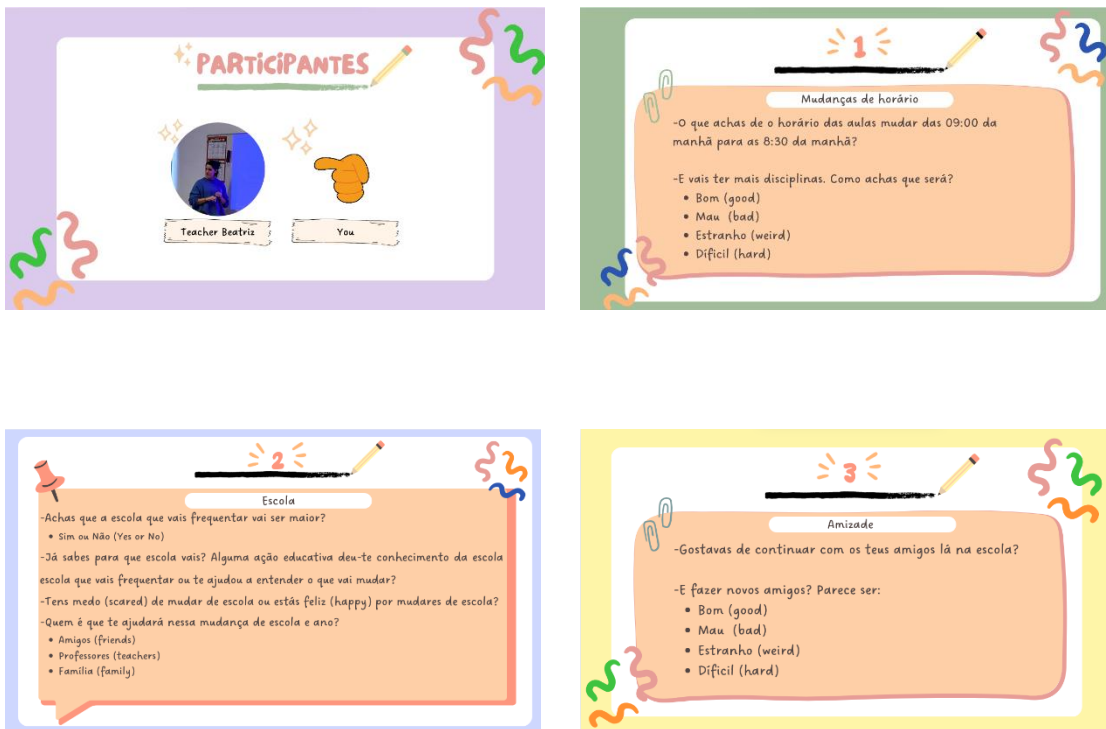 PARTiCiPANTES
Teacher Beatriz
You
1
Mudanças de horário
-O que achas de o horário das aulas mudar das 09:00 da
manhã para as 8:30 da manhã?
-E vais ter mais disciplinas. Como achas que será?
• Bom (good)
• Mau (bad)
• Estranho (weird)
• Díficil (hard)
2
Escola
-Achas que a escola que vais frequentar vai ser maior?
• Sim ou Não (Yes or No)
-Já sabes para que escola vais? Alguma ação educativa deu-te conhecimento da escola
escola que vais frequentar ou te ajudou a entender o que vai mudar?
-Tens medo (scared) de mudar de escola ou estás feliz (happy) por mudares de escola?
-Quem é que te ajudará nessa mudança de escola e ano?
• Amigos (friends)
• Professores (teachers)
• Família (family)
3
Amizade
-Gostavas de continuar com os teus amigos lá na escola?
-E fazer novos amigos? Parece ser:
• Bom (good)
• Mau (bad)
• Estranho (weird)
• Díficil (hard)